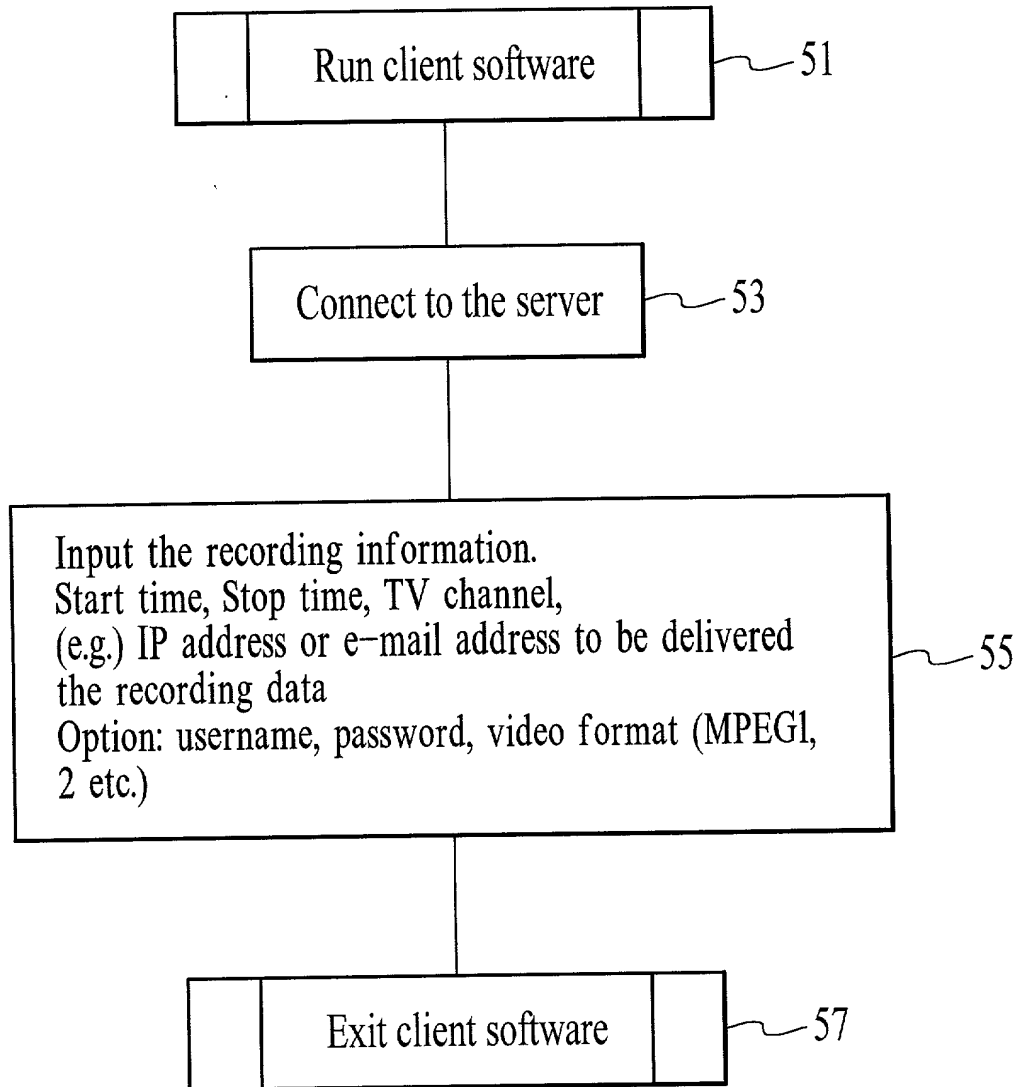 Run client software
51
Connect to the server
53
Input the recording information.
Start time, Stop time, TV channel,
(e.g.) IP address or e-mail address to be delivered
the recording data
Option: username, password, video format (MPEG1,
2 etc.)
55
Exit client software
57